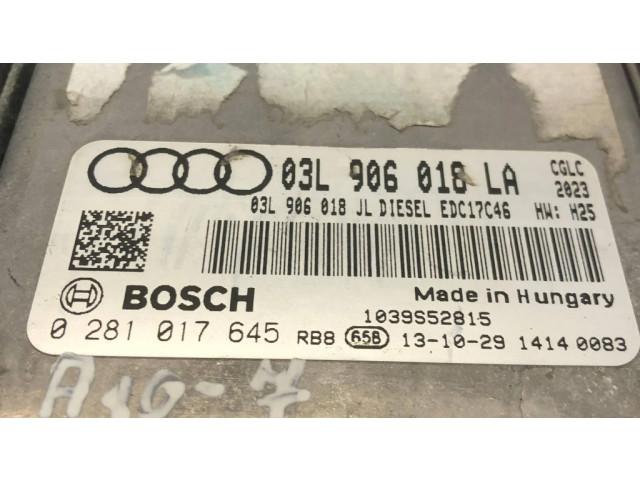 03L 906 018 LA CGLC
03L 906 018 JL DIESEL EDC17C46 2023
HW: H25
BOSCH Made in Hungary
1039S52815
0 281 017 645 RB8 658 13-10-29 1414 0083